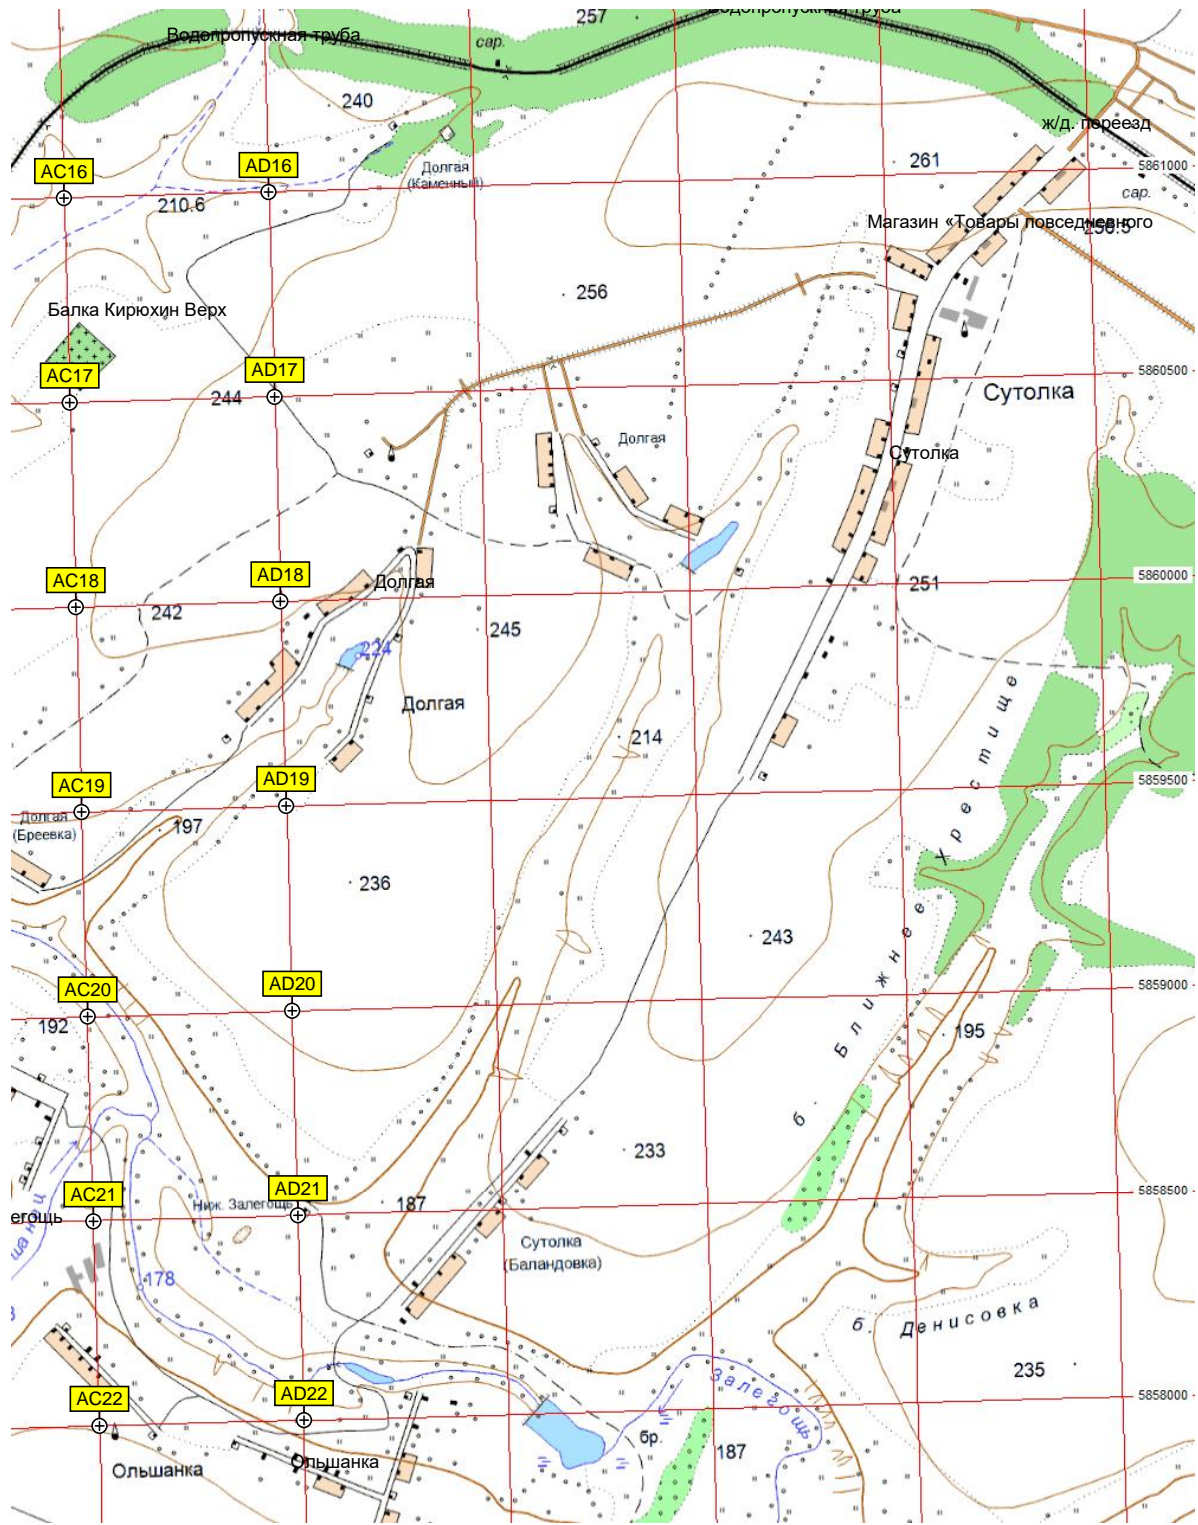 257
Водопропускная труба
Водопропускная труба
сар.
240
ж/д. переезд
Долгая
(Каменный)
261
5861000
AC16
AD16
сар.
210.6
Магазин «Товары повседневного
256
Балка Кирюхин Верх
AC17
AD17
5860500
244
Сутолка
Долгая
Сутолка
AC18
AD18
Долгая
5860000
242
251
245
224
Долгая
214
AC19
AD19
5859500
Долгая
(Бреевка)
197
236
б. Ближнее Хрестище
243
AC20
AD20
5859000
192
195
233
AC21
AD21
5858500
Ниж. Залегощь
187
егощь
шанец
Сутолка
(Баландовка)
178
б. Денисовка
235
Залегощь
AC22
AD22
5858000
бр.
187
Ольшанка
Ольшанка